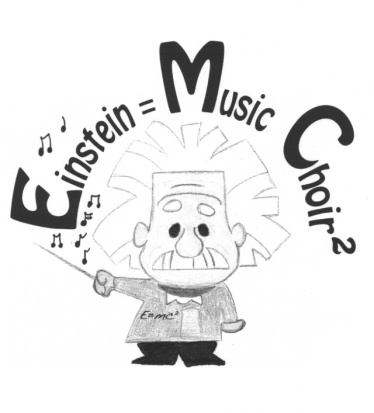 Einstein = Music Choir²
E=mc²